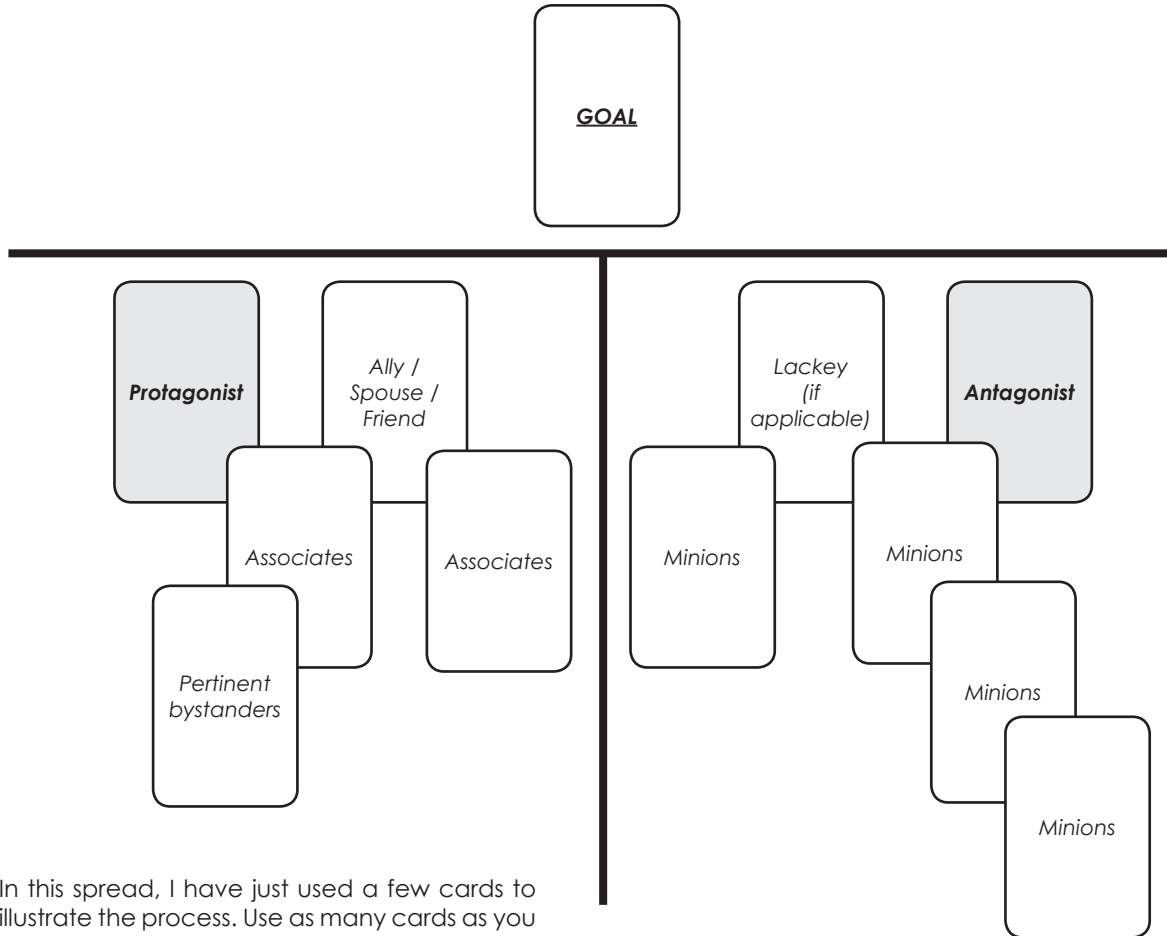 GOAL
Protagonist
Ally /
Spouse /
Friend
Lackey
(if
applicable)
Antagonist
Associates
Associates
Minions
Minions
Pertinent
bystanders
Minions
Minions
In this spread, I have just used a few cards to
illustrate the process. Use as many cards as you